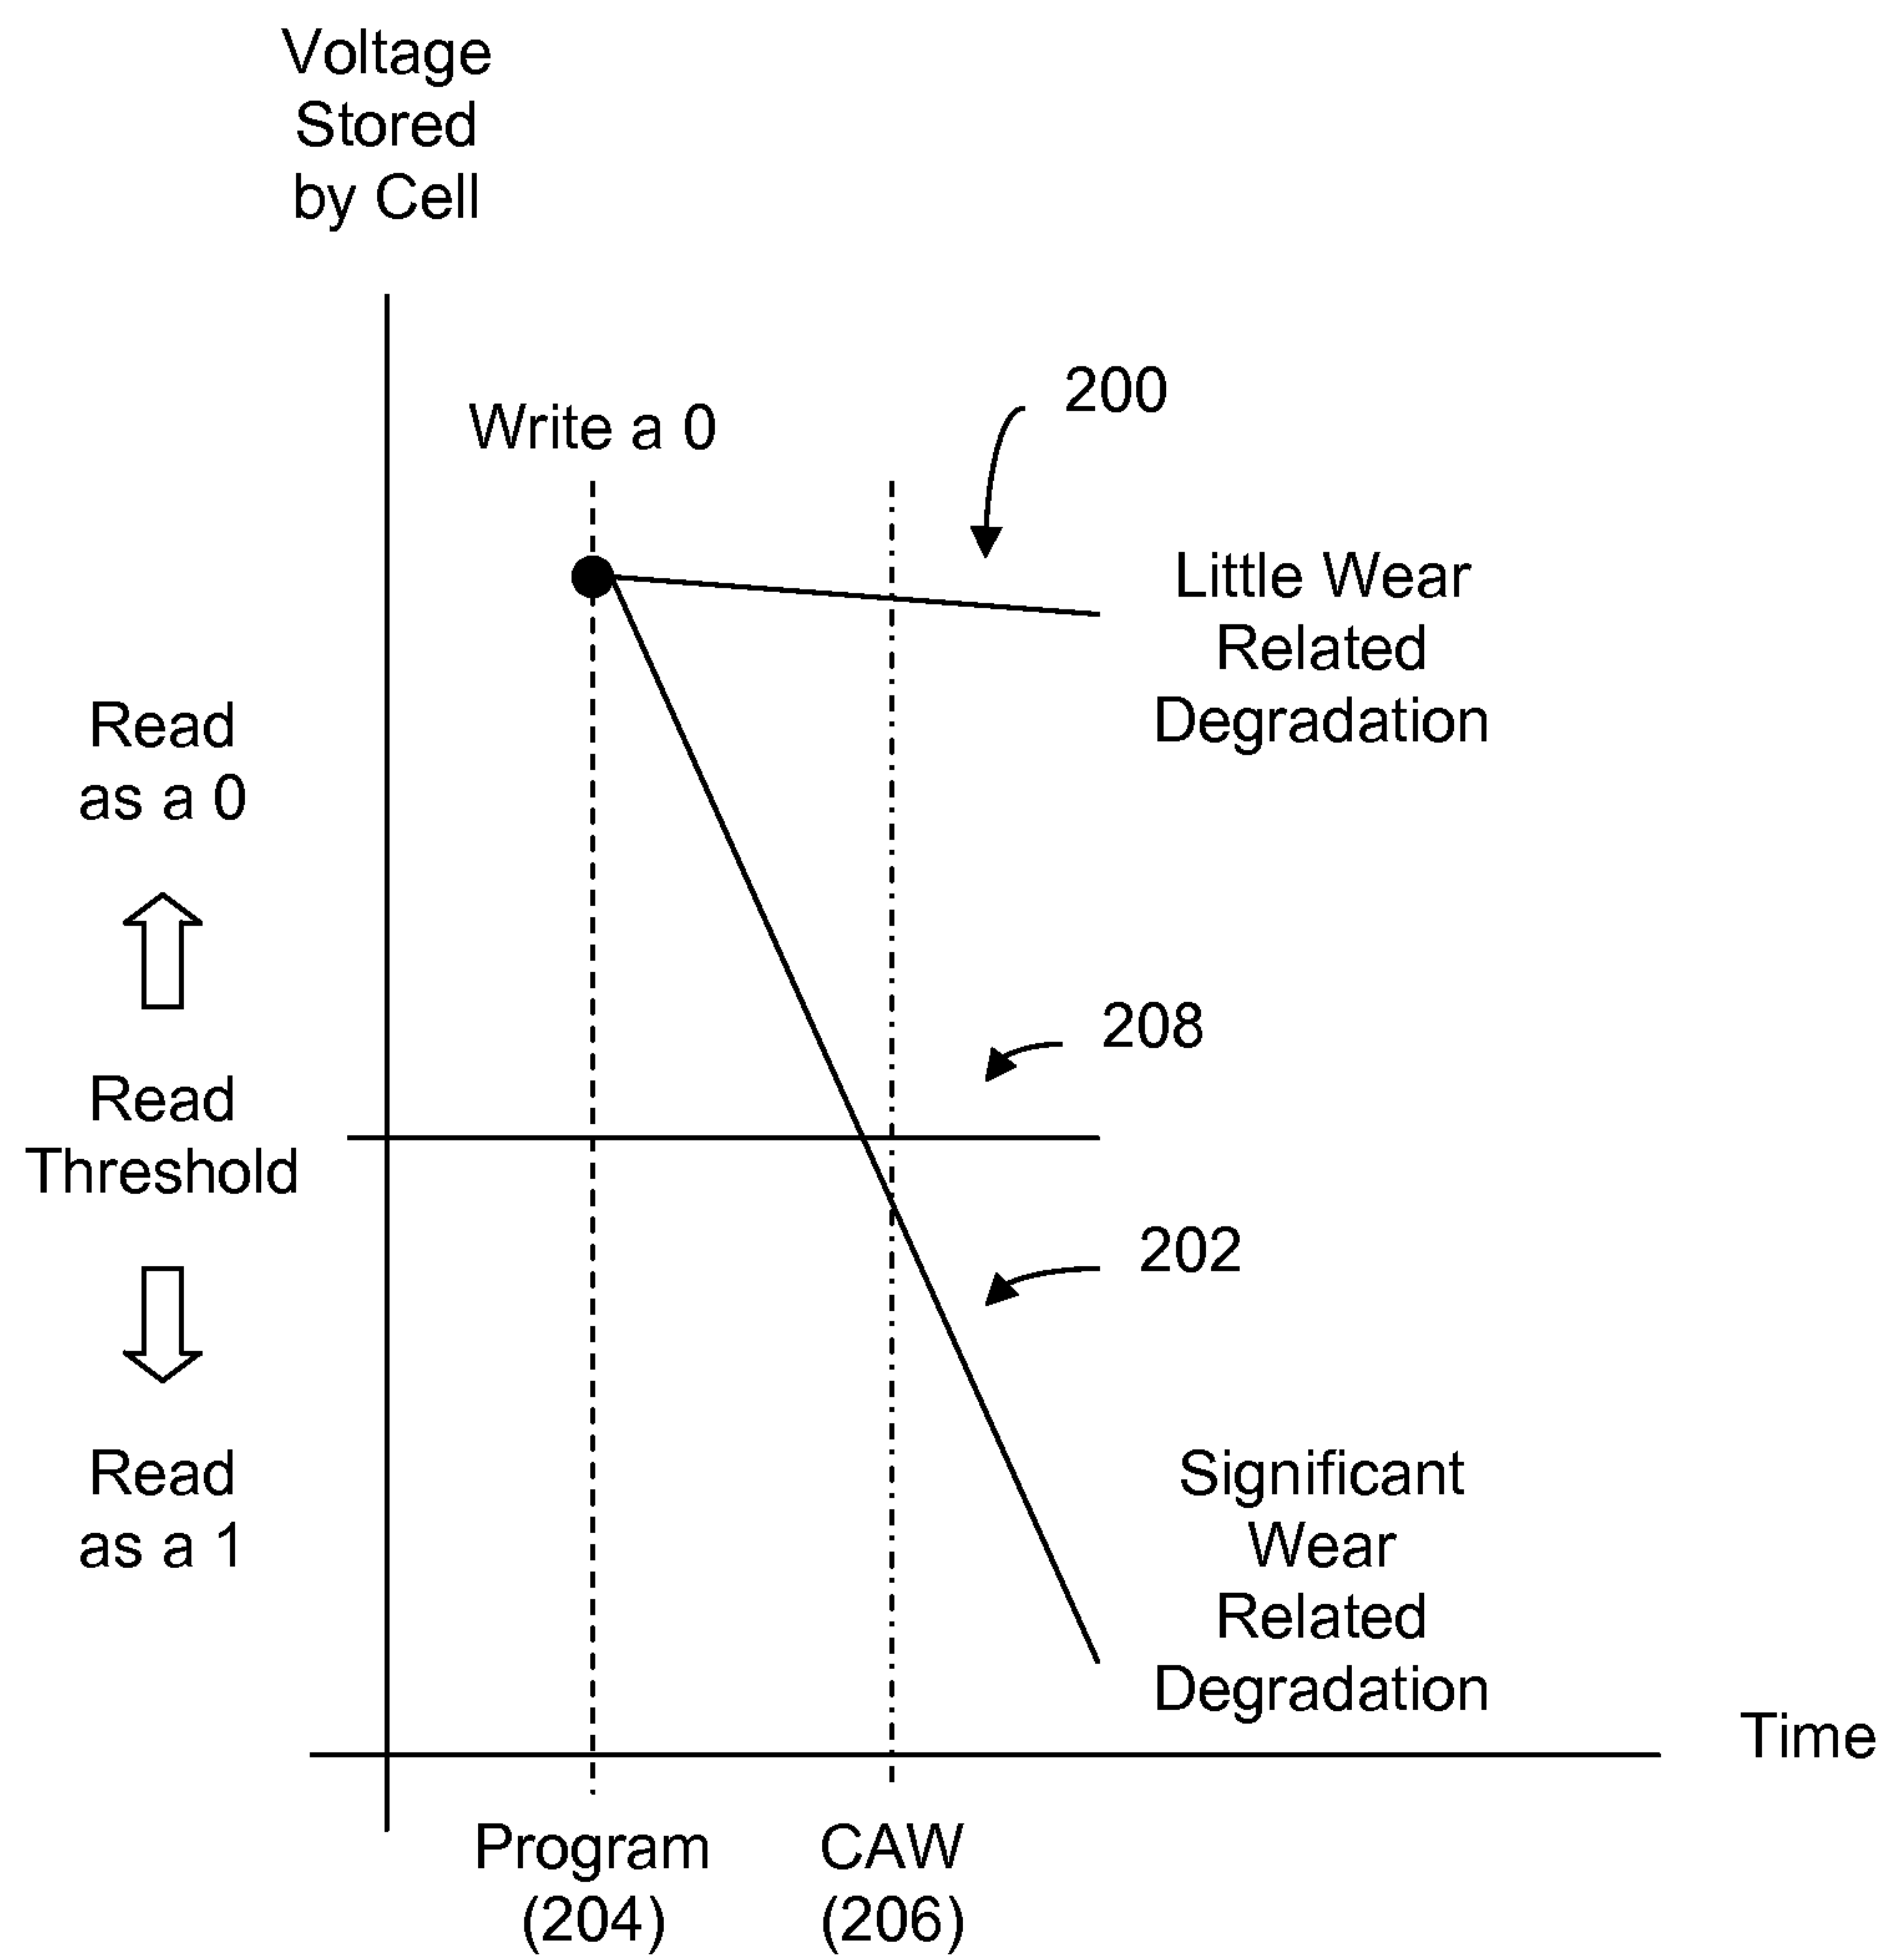 Voltage
Stored
by Cell
Write a 0
200
Little Wear
Related
Degradation
Read
as a 0
208
Read
Threshold
202
Read
as a 1
Significant
Wear
Related
Degradation
Time
Program
(204)
CAW
(206)